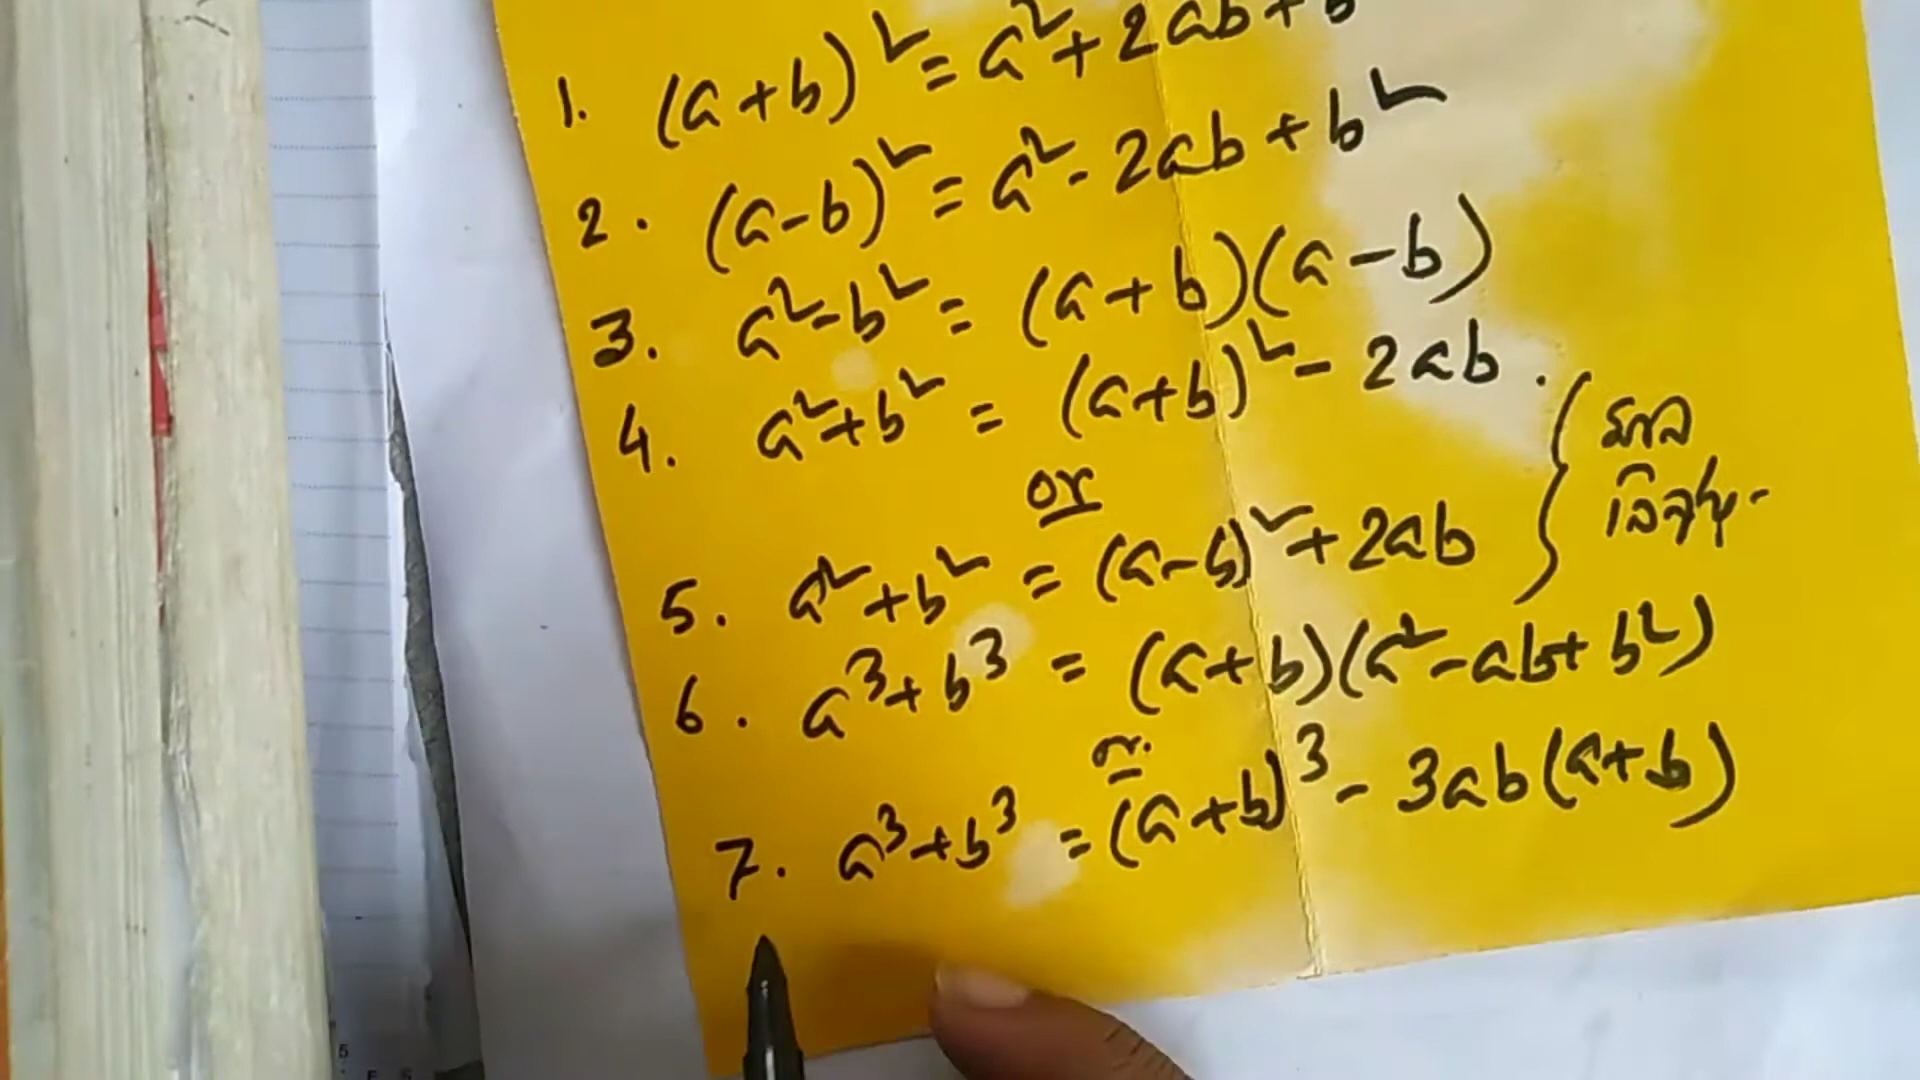 1. (a+b)² = a²+2ab+b
2. (a-b)² = a²-2ab+b²
3. a²-b² = (a+b)(a-b)
4. a²+b² = (a+b)²-2ab.
or
5. a²+b² = (a-b)²+2ab
6. a³+b³ = (a+b)(a²-ab+b²)
or.
7. a³+b³ = (a+b)³-3ab(a+b)
5